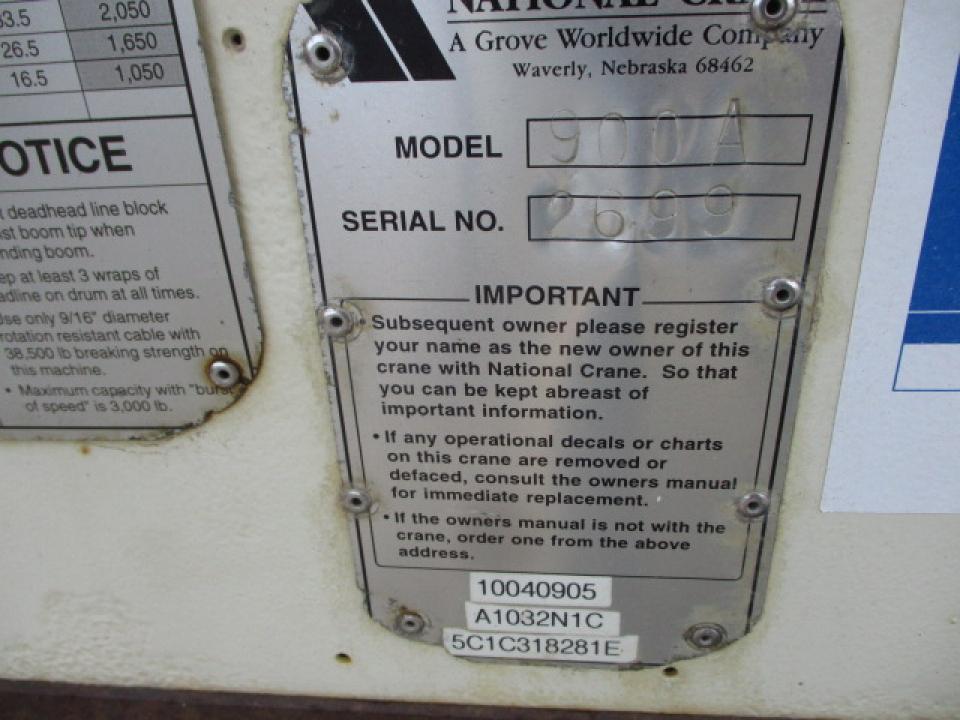 33.5 2,050
26.5 1,650
16.5 1,050
OTICE
deadhead line block
boom tip when
nding boom.
at least 3 wraps of
on drum at all times.
Use only 9/16" diameter
rotation resistant cable with
38,500 lb breaking strength on
this machine.
• Maximum capacity with "burst
of speed" is 3,000 lb.
NATIONAL CRANE
A Grove Worldwide Company
Waverly, Nebraska 68462
MODEL 900A
SERIAL NO. 26.99
IMPORTANT
• Subsequent owner please register
your name as the new owner of this
crane with National Crane. So that
you can be kept abreast of
important information.
• If any operational decals or charts
on this crane are removed or
defaced, consult the owners manual
for immediate replacement.
• If the owners manual is not with the
crane, order one from the above
address.
10040905
A1032N1C
5C1C318281E